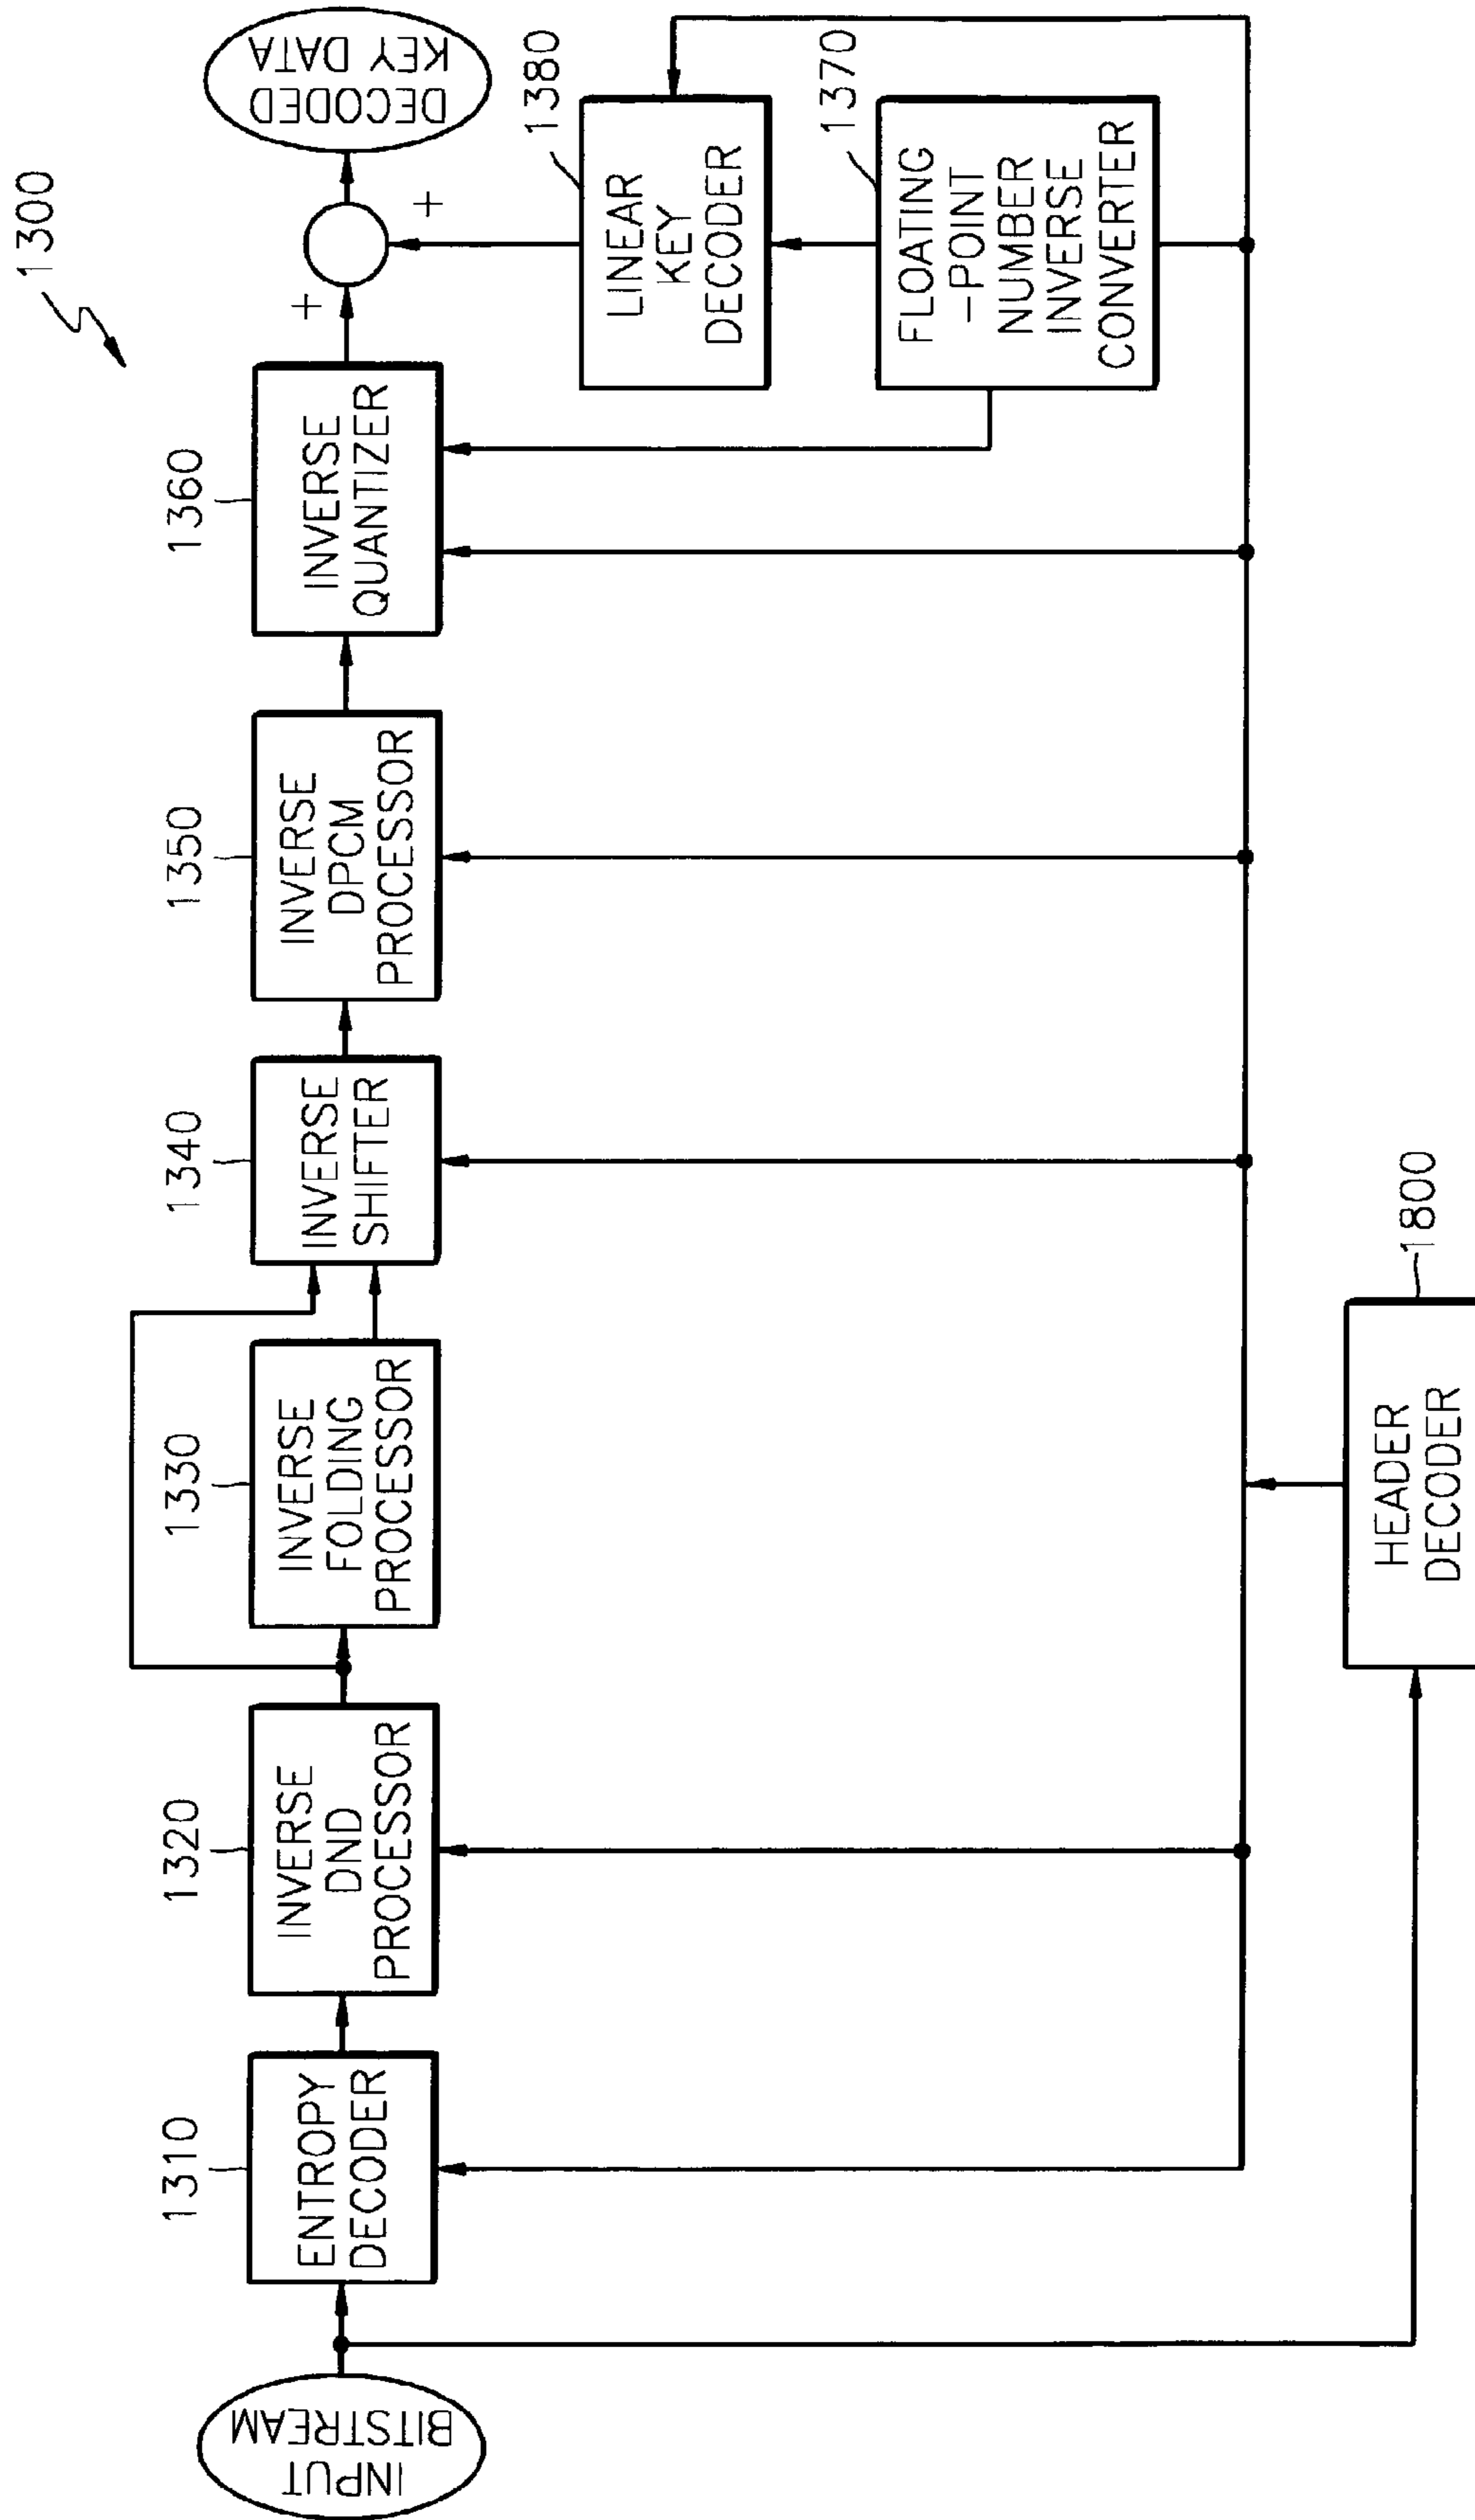 1300
INPUT
BITSTREAM
1310
ENTROPY
DECODER
1320
INVERSE
DND
PROCESSOR
1330
INVERSE
FOLDING
PROCESSOR
1340
INVERSE
SHIFTER
1350
INVERSE
DPCM
PROCESSOR
1360
INVERSE
QUANTIZER
+
+
DECODED
KEY DATA
1380
LINEAR
KEY
DECODER
1370
FLOATING
-POINT
NUMBER
INVERSE
CONVERTER
1800
HEADER
DECODER